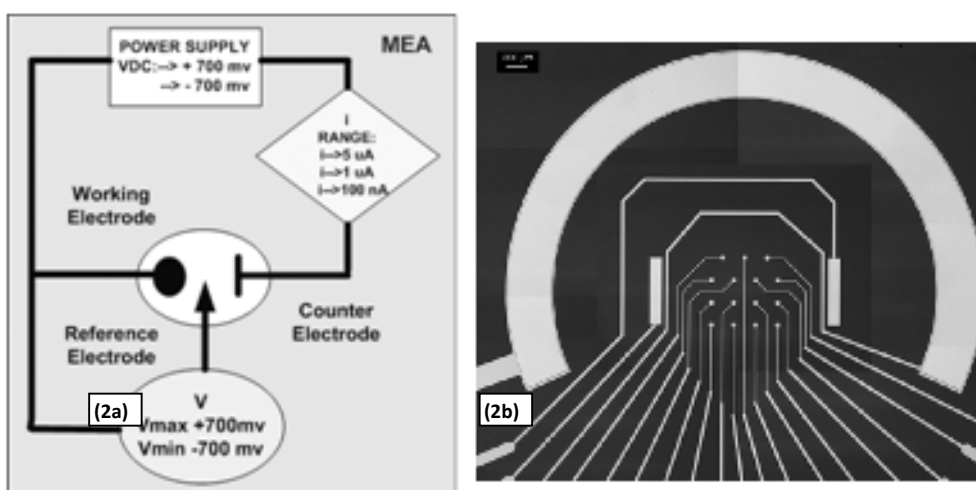 MEA
POWER SUPPLY
VDC:--> + 700 mv
--> - 700 mv
i
RANGE:
i-->5 uA
i-->1 uA
i-->100 nA
Working
Electrode
Reference
Electrode
Counter
Electrode
V
Vmax +700mv
Vmin -700 mv
(2a)
(2b)